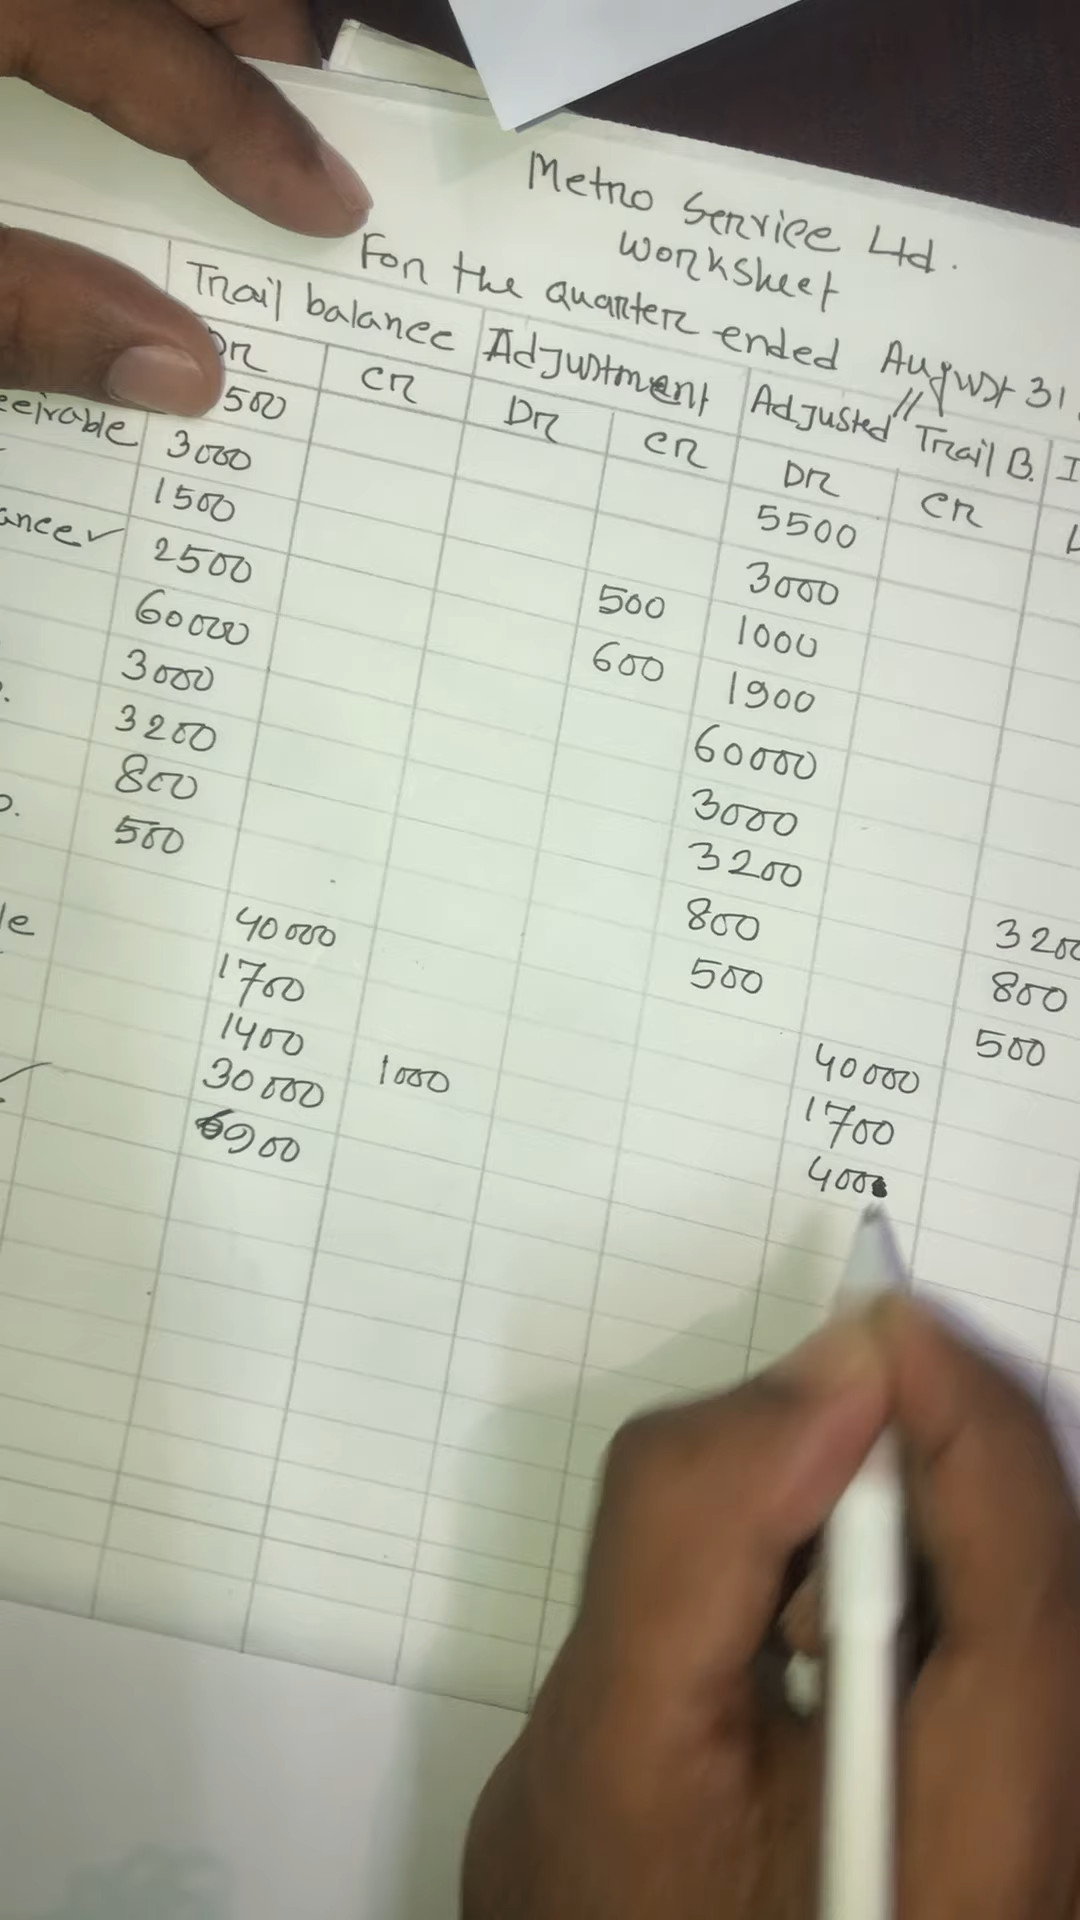 Metro Service Ltd.
Worksheet
For the quarter ended August 31
Trail balance Adjustment Adjusted Trail B. I
DR CR DR CR DR CR
500 5500
eeivable 3000 3000
1500 500 1000
ance ✓ 2500 600 1900
60000 60000
3000 3000
3200 3200 3200
800 800 800
500 500 500
le 40000 40000
1700 1700
1400 1000 400
30000
6900